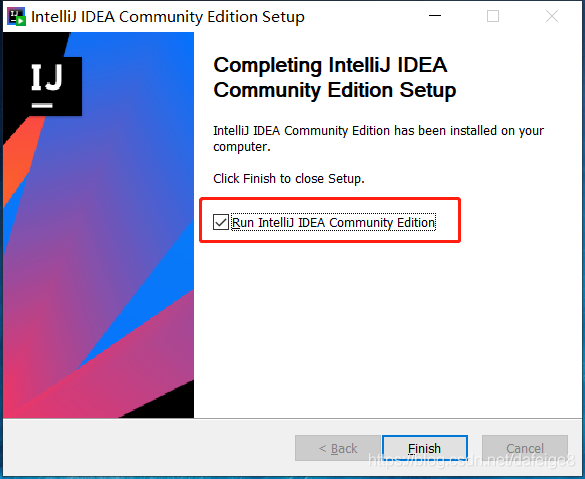 IntelliJ IDEA Community Edition Setup
IJ
Completing IntelliJ IDEA
Community Edition Setup
IntelliJ IDEA Community Edition has been installed on your
computer.
Click Finish to close Setup.
Run IntelliJ IDEA Community Edition
< Back
Finish
Cancel
https://blog.csdn.net/dafeige8